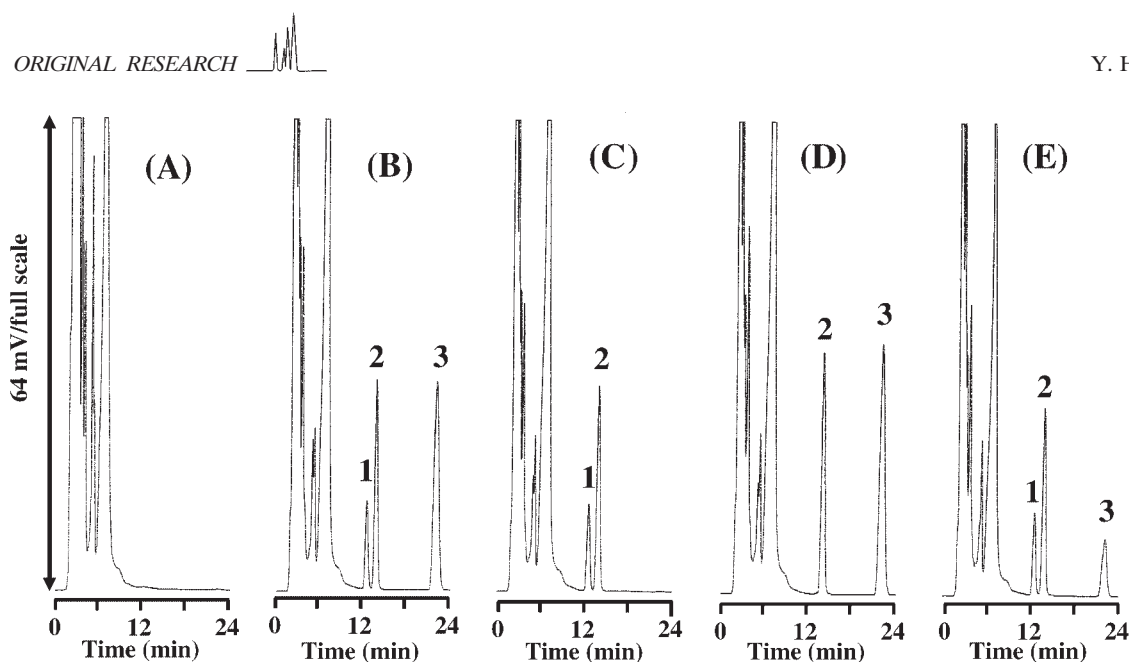 ORIGINAL RESEARCH
Y. H
64 mV/full scale
(A) (B) (C) (D) (E)
1 2 3
1 2
2 3
1 2 3
0 12 24 0 12 24 0 12 24 0 12 24 0 12 24
Time (min) Time (min) Time (min) Time (min) Time (min)